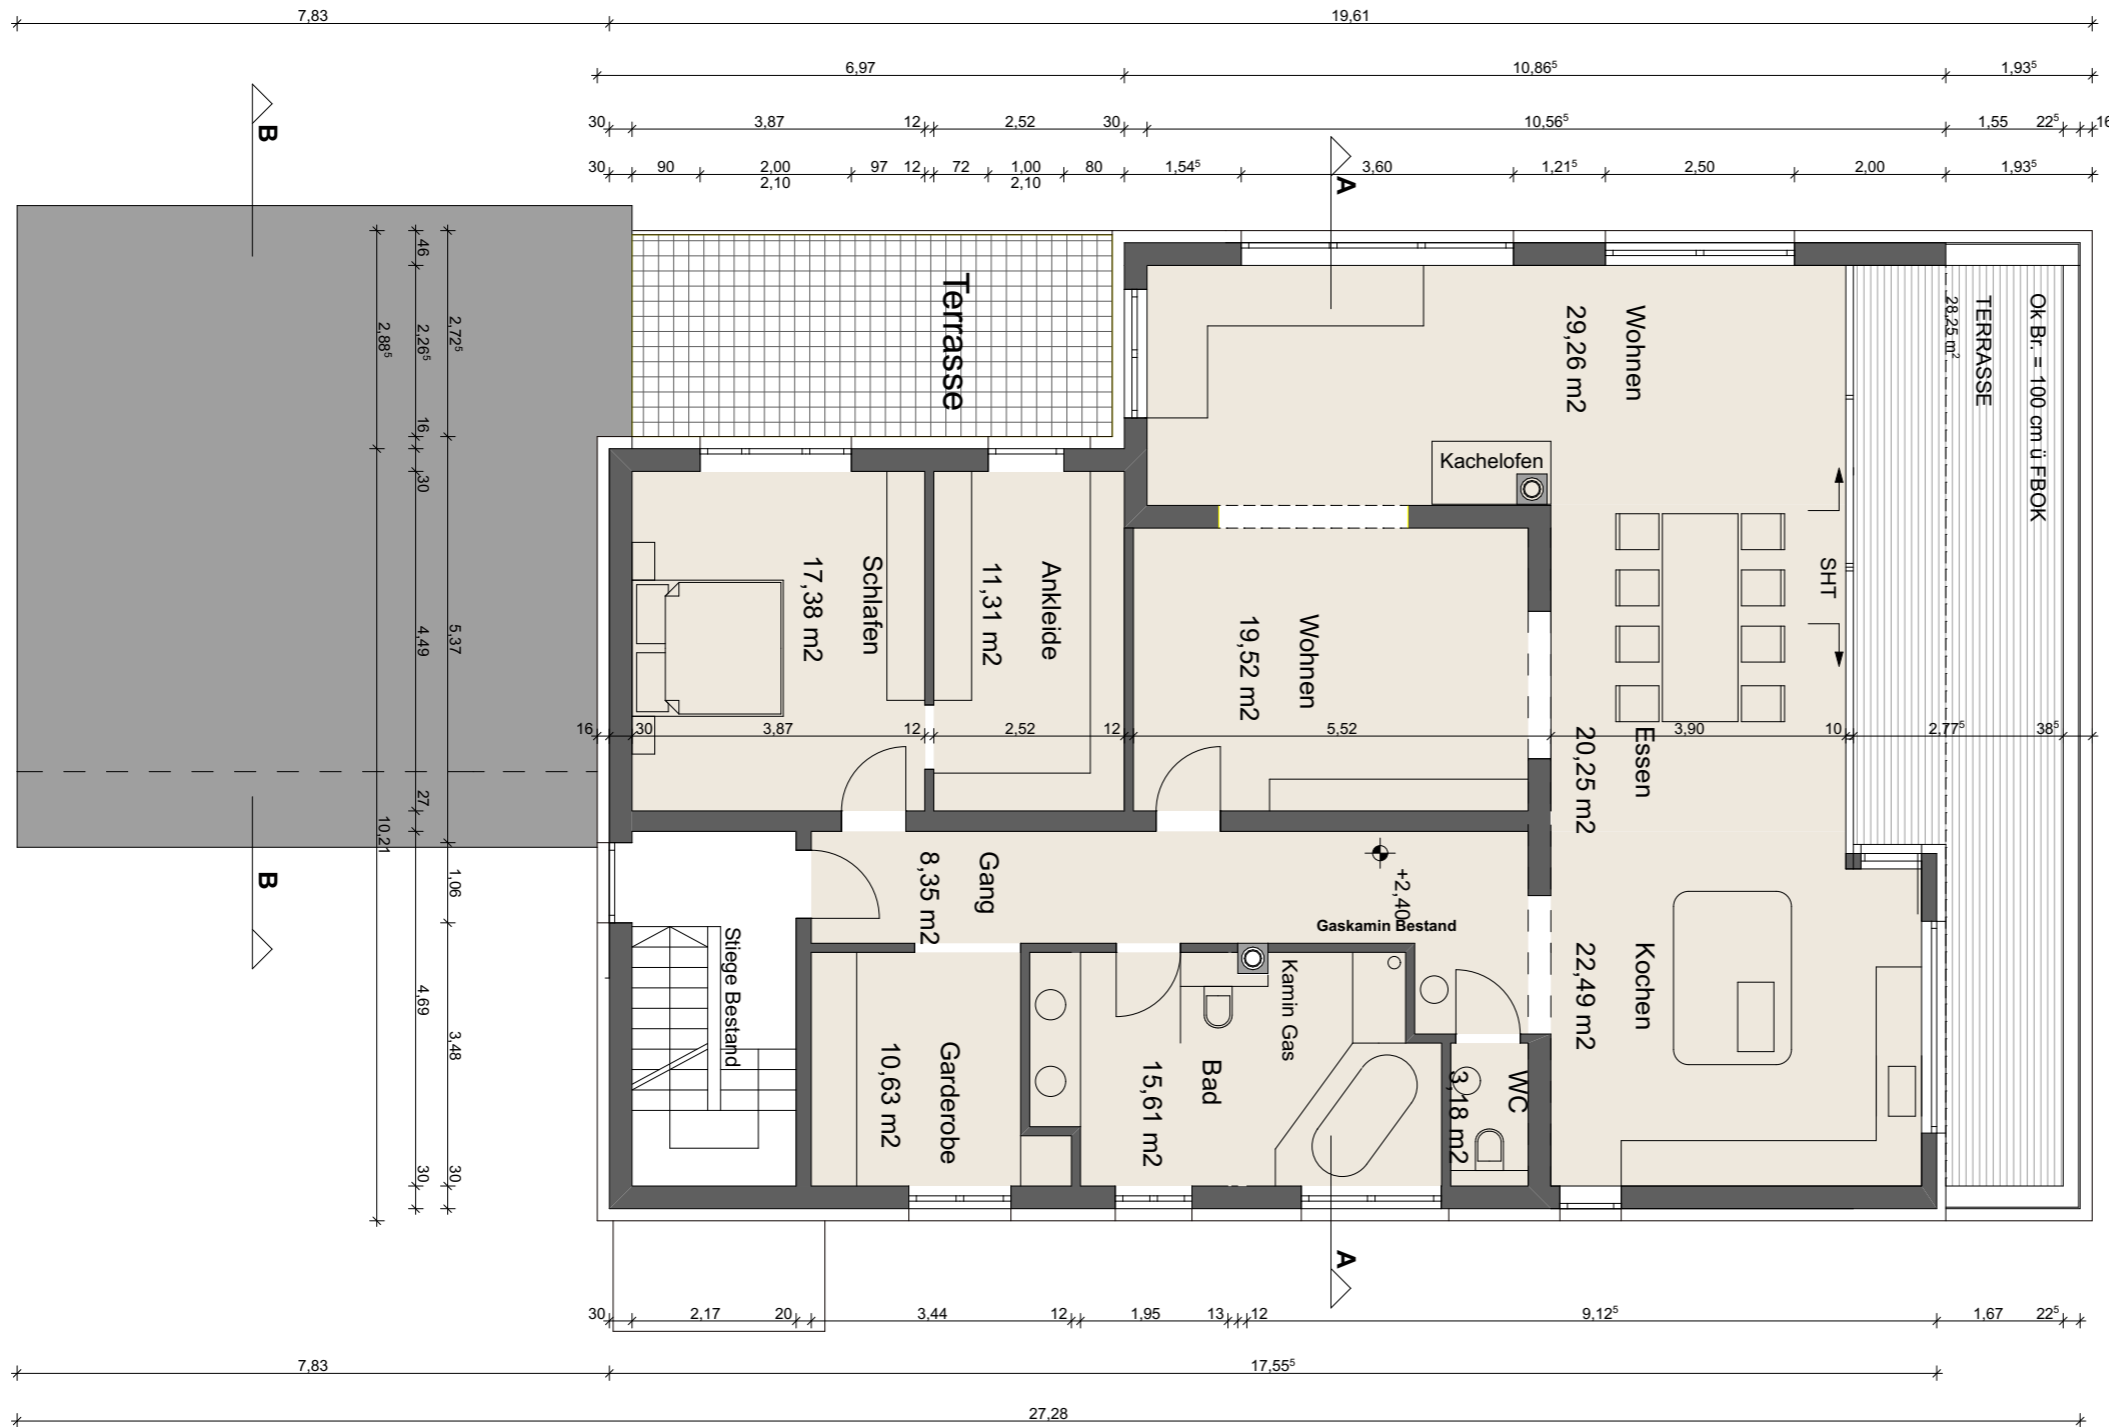 7,83
19,61
6,97
10,86⁵
1,93⁵
30
3,87
12
2,52
30
10,56⁵
1,55
22⁵
16
30
90
2,00
2,10
97
12
72
1,00
2,10
80
1,54⁵
3,60
1,21⁵
2,50
2,00
1,93⁵
B
A
46
2,26⁵
16
30
4,49
27
4,69
30
2,72⁵
5,37
1,06
3,48
30
2,88⁵
10,21
Terrasse
Wohnen
29,26 m2
Ok Br. = 100 cm ü FBOK
TERRASSE
28,25 m²
Kachelofen
SHT
Schlafen
17,38 m2
Ankleide
11,31 m2
Wohnen
19,52 m2
Essen
20,25 m2
16
30
3,87
12
2,52
12
5,52
3,90
10
2,77⁵
38⁵
B
Gang
8,35 m2
+2,40
Gaskamin Bestand
Stiege Bestand
Garderobe
10,63 m2
Kamin Gas
Bad
15,61 m2
WC
3,18 m2
Kochen
22,49 m2
A
30
2,17
20
3,44
12
1,95
13
12
9,12⁵
1,67
22⁵
7,83
17,55⁵
27,28